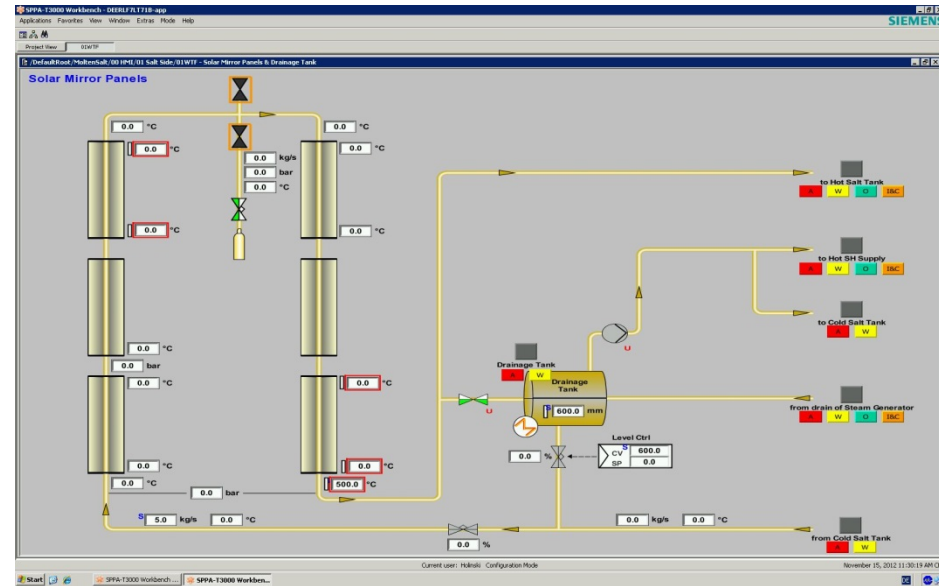 SPPA-T3000 Workbench - DEERLF7LT71B-app
Applications Favorites View Window Extras Mode Help
SIEMENS
Project View 01WTF
/DefaultRoot/MoltenSalt/00 HMI/01 Salt Side/01WTF - Solar Mirror Panels & Drainage Tank
Solar Mirror Panels
0.0 °C
0.0 °C
0.0 °C
0.0 °C
0.0 kg/s
0.0 bar
0.0 °C
0.0 °C
0.0 °C
to Hot Salt Tank
A W O I&C
to Hot SH Supply
A W O I&C
to Cold Salt Tank
A W
0.0 °C
0.0 bar
0.0 °C
0.0 °C
U
Drainage Tank
A W
Drainage
Tank
S 600.0 mm
U
from drain of Steam Generator
A W O I&C
Level Ctrl
0.0 %
S
CV 600.0
SP 0.0
0.0 °C
0.0 °C
0.0 °C
500.0 °C
0.0 bar
S 5.0 kg/s 0.0 °C
0.0 %
0.0 kg/s 0.0 °C
from Cold Salt Tank
A W
Current user: Holinski Configuration Mode
November 15, 2012 11:30:19 AM
Start
SPPA-T3000 Workbench ...
SPPA-T3000 Workben...
DE